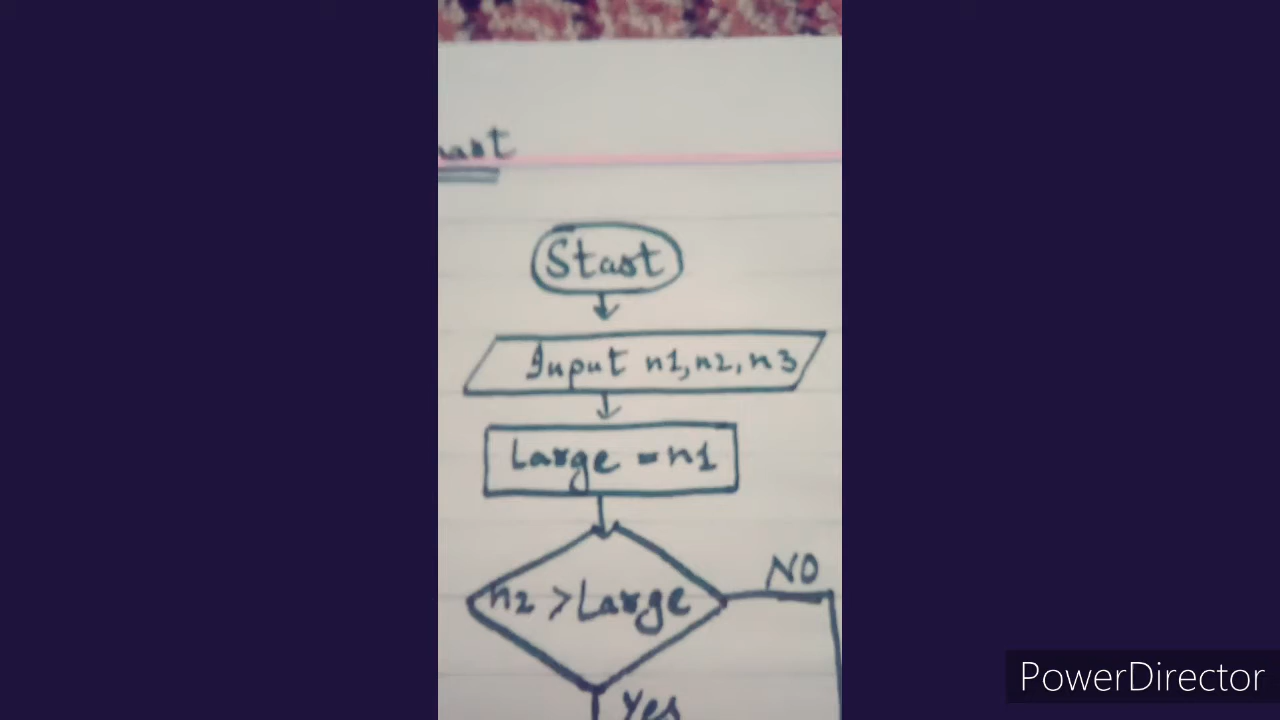 Start
Input n1, n2, n3
Large = n1
n2 > Large
NO
Yes
PowerDirector